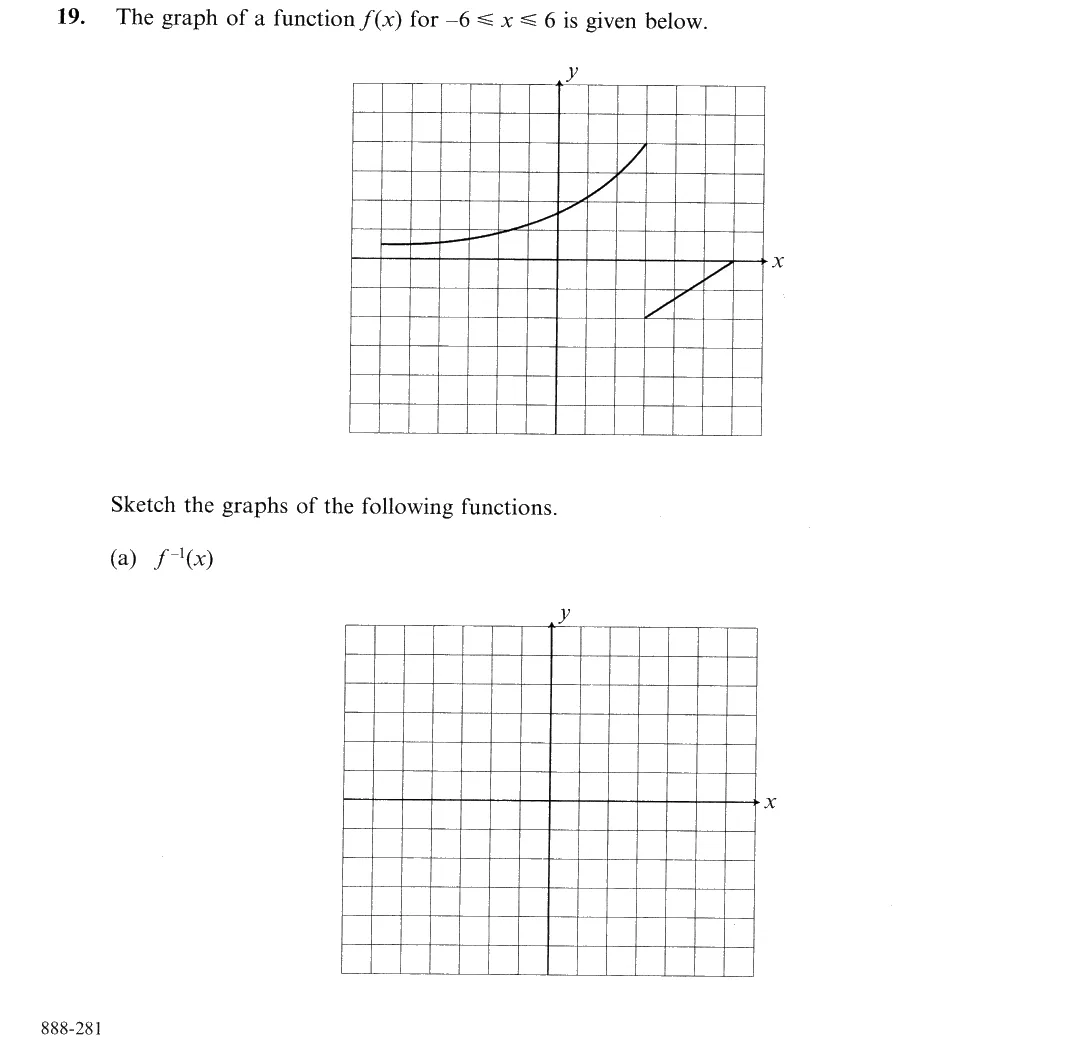 19. The graph of a function f(x) for –6 ⩽ x ⩽ 6 is given below.
y
x
Sketch the graphs of the following functions.
(a) f⁻¹(x)
y
x
888-281